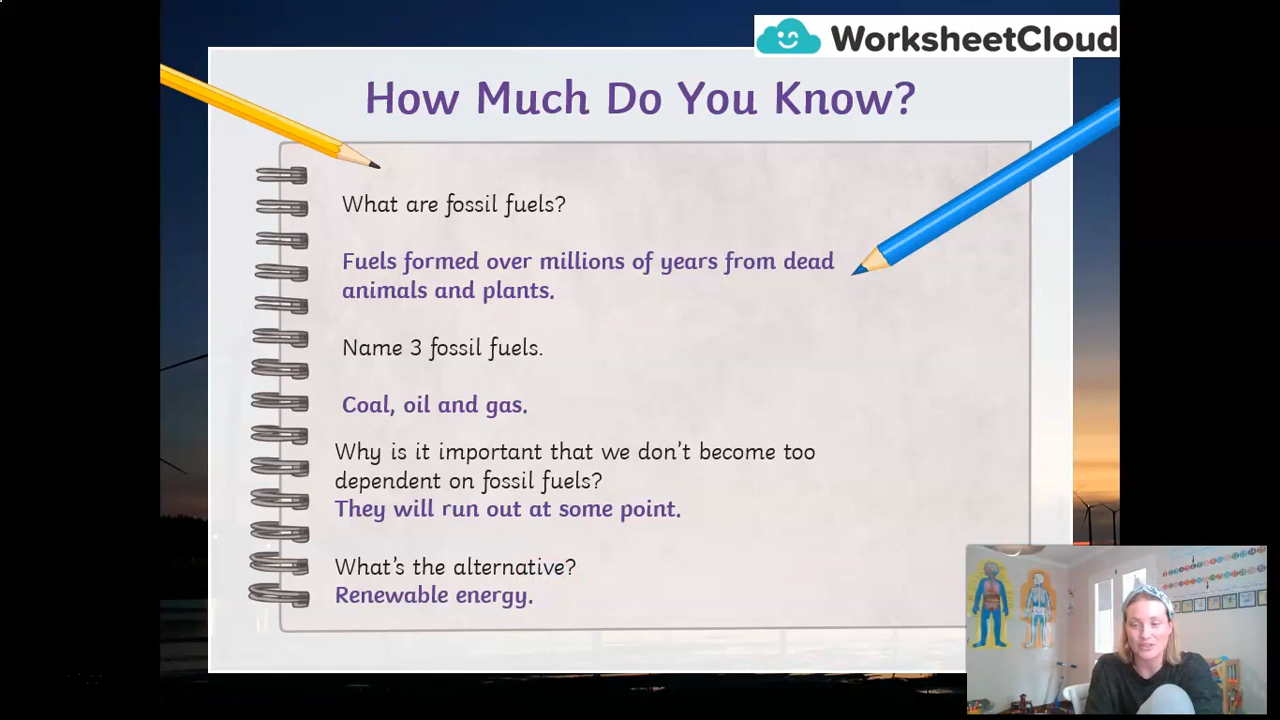 WorksheetCloud
How Much Do You Know?
What are fossil fuels?
Fuels formed over millions of years from dead
animals and plants.
Name 3 fossil fuels.
Coal, oil and gas.
Why is it important that we don't become too
dependent on fossil fuels?
They will run out at some point.
What's the alternative?
Renewable energy.